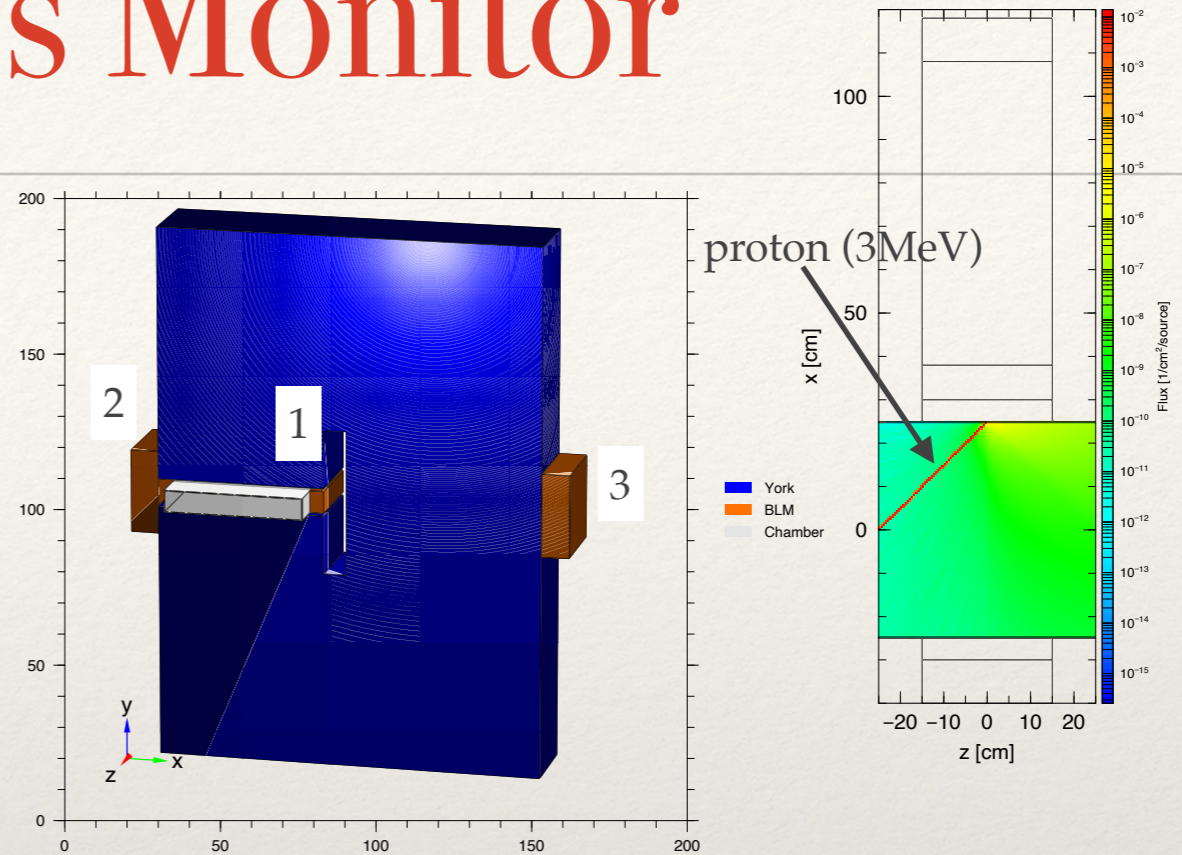 s Monitor
200
150
100
50
0
0
50
100
150
200
2
1
3
y
z
x
York
BLM
Chamber
proton (3MeV)
100
50
0
x [cm]
−20 −10 0 10 20
z [cm]
10⁻²
10⁻³
10⁻⁴
10⁻⁵
10⁻⁶
10⁻⁷
10⁻⁸
10⁻⁹
10⁻¹⁰
10⁻¹¹
10⁻¹²
10⁻¹³
10⁻¹⁴
10⁻¹⁵
Flux [1/cm²/source]